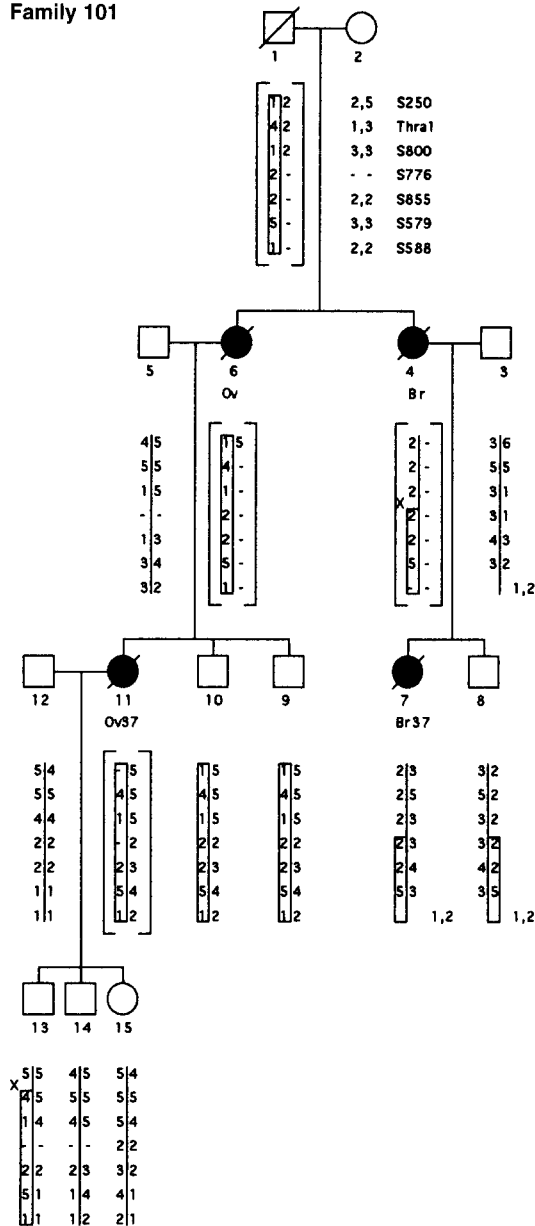 Family 101
1 2
1 2 2,5 S250
4 2 1,3 Thra1
1 2 3,3 S800
2 - - - S776
2 - 2,2 S855
5 - 3,3 S579
1 - 2,2 S588
5 6 4 3
Ov Br
4 5 1 5 2 - 3 6
5 5 4 - 2 - 5 5
1 5 1 - 2 - 3 1
X
- - 2 - 2 - 3 1
1 3 2 - 2 - 4 3
3 4 5 - 5 - 3 2
3 2 1 - - - 1,2
12 11 10 9 7 8
Ov37 Br37
5 4 - 5 1 5 1 5 2 3 3 2
5 5 4 5 4 5 4 5 2 5 5 2
4 4 1 5 1 5 1 5 2 3 3 2
2 2 - 2 2 2 2 2 2 3 3 2
2 2 2 3 2 3 2 3 2 4 4 2
1 1 5 4 5 4 5 4 5 3 3 5
1 1 1 2 1 2 1 2 1,2 1,2
13 14 15
5 5 4 5 5 4
X
4 5 5 5 5 5
1 4 4 5 5 4
- - - - 2 2
2 2 2 3 3 2
5 1 1 4 4 1
1 1 1 2 2 1